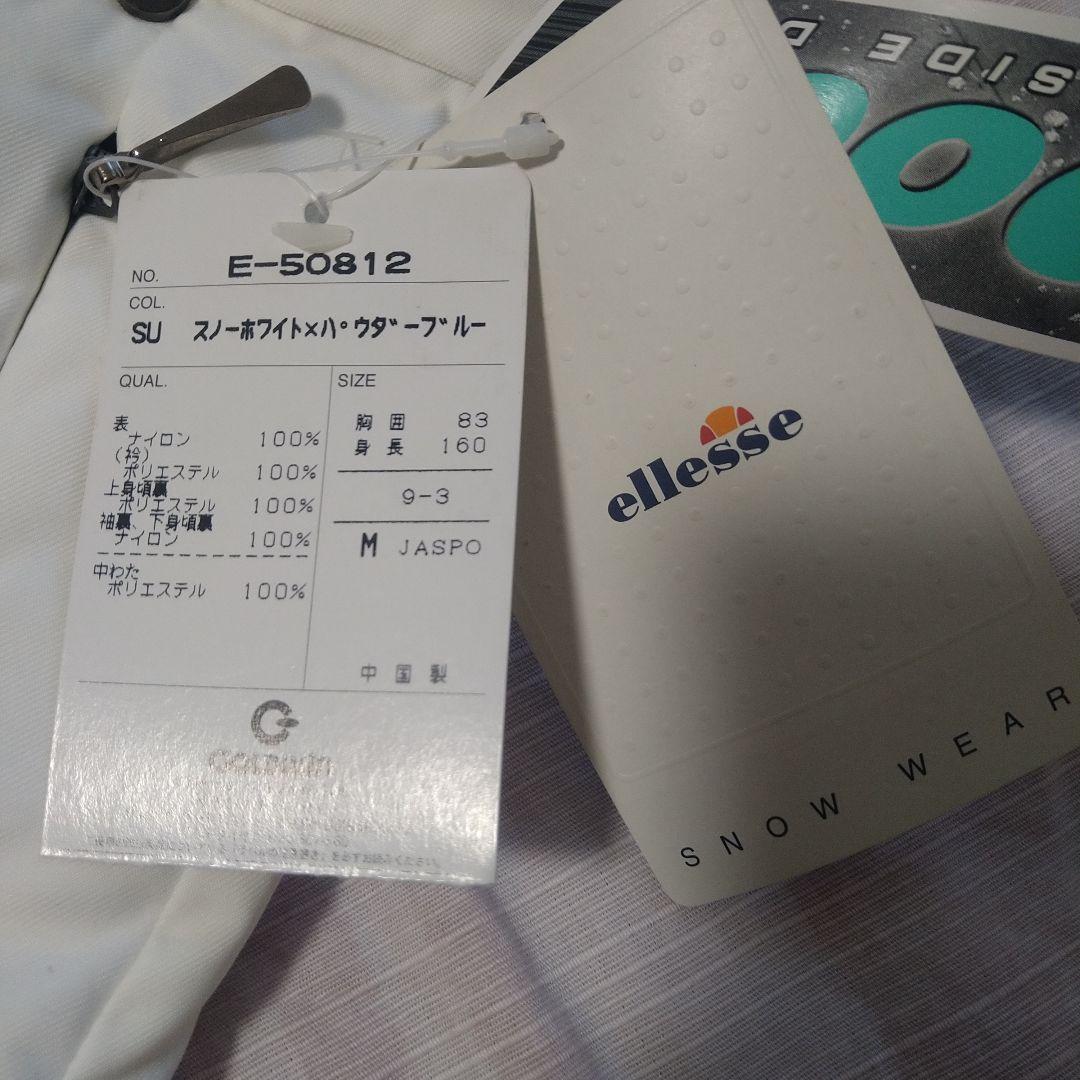 NO. E-50812
COL.
SU スノーホワイト×パウダーブルー
QUAL.
表
ナイロン 100%
(衿)
ポリエステル 100%
上身頃裏
ポリエステル 100%
袖裏、下身頃裏
ナイロン 100%
中わた
ポリエステル 100%
SIZE
胸囲 83
身長 160
9-3
M JASPO
中国製
GOLDWIN
ellesse
SNOW WEAR
SIDE